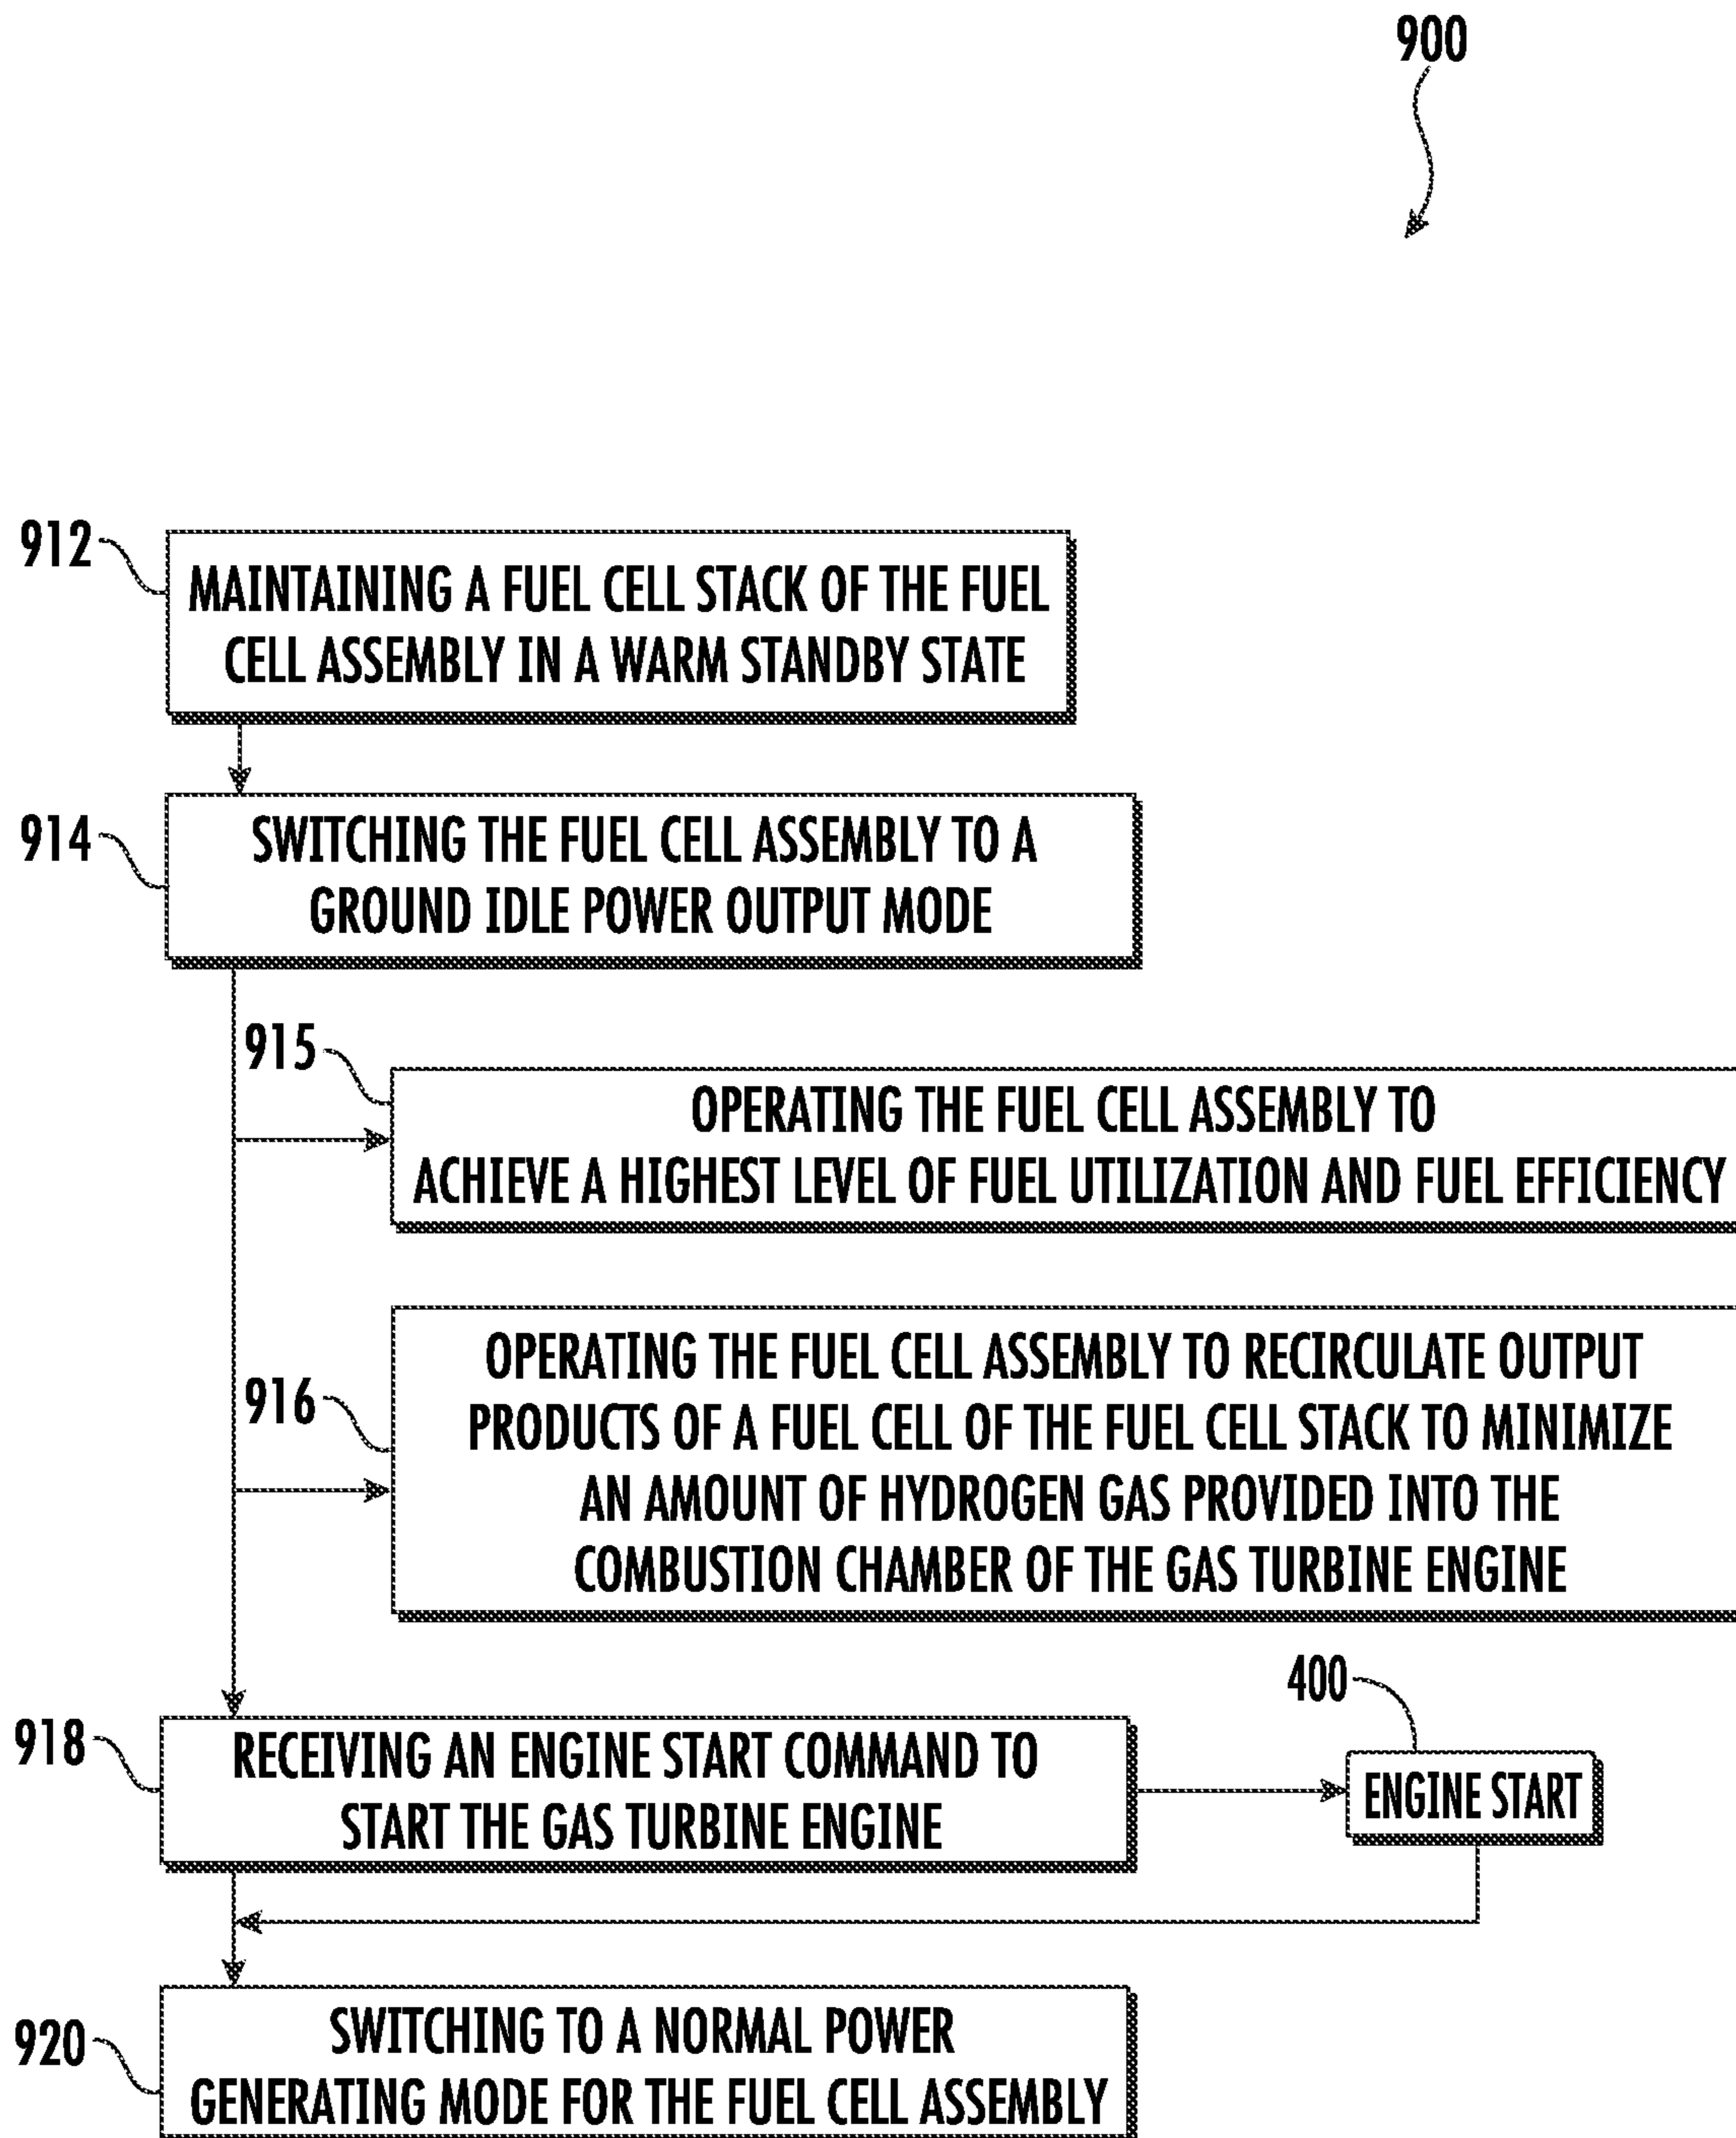 900
912
MAINTAINING A FUEL CELL STACK OF THE FUEL
CELL ASSEMBLY IN A WARM STANDBY STATE
914
SWITCHING THE FUEL CELL ASSEMBLY TO A
GROUND IDLE POWER OUTPUT MODE
915
OPERATING THE FUEL CELL ASSEMBLY TO
ACHIEVE A HIGHEST LEVEL OF FUEL UTILIZATION AND FUEL EFFICIENCY
916
OPERATING THE FUEL CELL ASSEMBLY TO RECIRCULATE OUTPUT
PRODUCTS OF A FUEL CELL OF THE FUEL CELL STACK TO MINIMIZE
AN AMOUNT OF HYDROGEN GAS PROVIDED INTO THE
COMBUSTION CHAMBER OF THE GAS TURBINE ENGINE
918
RECEIVING AN ENGINE START COMMAND TO
START THE GAS TURBINE ENGINE
400
ENGINE START
920
SWITCHING TO A NORMAL POWER
GENERATING MODE FOR THE FUEL CELL ASSEMBLY